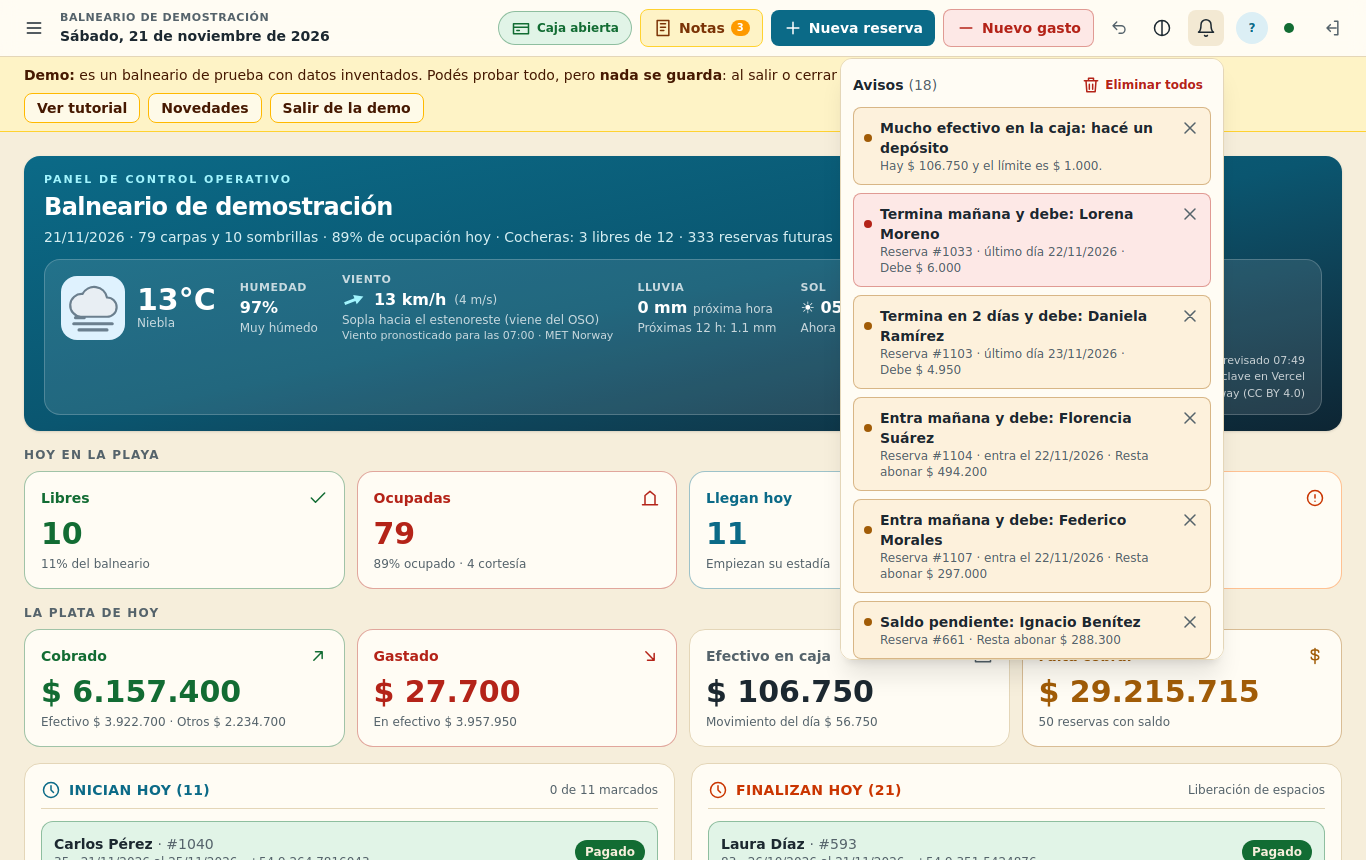 BALNEARIO DE DEMOSTRACIÓN
Sábado, 21 de noviembre de 2026
Caja abierta
Notas 3
Nueva reserva
Nuevo gasto
?
Demo: es un balneario de prueba con datos inventados. Podés probar todo, pero nada se guarda: al salir o cerrar
Ver tutorial
Novedades
Salir de la demo
Avisos (18)
Eliminar todos
Mucho efectivo en la caja: hacé un
depósito
Hay $ 106.750 y el límite es $ 1.000.
Termina mañana y debe: Lorena
Moreno
Reserva #1033 · último día 22/11/2026 ·
Debe $ 6.000
Termina en 2 días y debe: Daniela
Ramírez
Reserva #1103 · último día 23/11/2026 ·
Debe $ 4.950
Entra mañana y debe: Florencia
Suárez
Reserva #1104 · entra el 22/11/2026 · Resta
abonar $ 494.200
Entra mañana y debe: Federico
Morales
Reserva #1107 · entra el 22/11/2026 · Resta
abonar $ 297.000
Saldo pendiente: Ignacio Benítez
Reserva #661 · Resta abonar $ 288.300
PANEL DE CONTROL OPERATIVO
Balneario de demostración
21/11/2026 · 79 carpas y 10 sombrillas · 89% de ocupación hoy · Cocheras: 3 libres de 12 · 333 reservas futuras
13°C
Niebla
HUMEDAD
97%
Muy húmedo
VIENTO
13 km/h (4 m/s)
Sopla hacia el estenoreste (viene del OSO)
Viento pronosticado para las 07:00 · MET Norway
LLUVIA
0 mm próxima hora
Próximas 12 h: 1.1 mm
SOL
☀ 05
Ahora
revisado 07:49
clave en Vercel
way (CC BY 4.0)
HOY EN LA PLAYA
Libres
10
11% del balneario
Ocupadas
79
89% ocupado · 4 cortesía
Llegan hoy
11
Empiezan su estadía
LA PLATA DE HOY
Cobrado
$ 6.157.400
Efectivo $ 3.922.700 · Otros $ 2.234.700
Gastado
$ 27.700
En efectivo $ 3.957.950
Efectivo en caja
$ 106.750
Movimiento del día $ 56.750
$ 29.215.715
50 reservas con saldo
INICIAN HOY (11)
0 de 11 marcados
Carlos Pérez · #1040
Pagado
FINALIZAN HOY (21)
Liberación de espacios
Laura Díaz · #593
Pagado